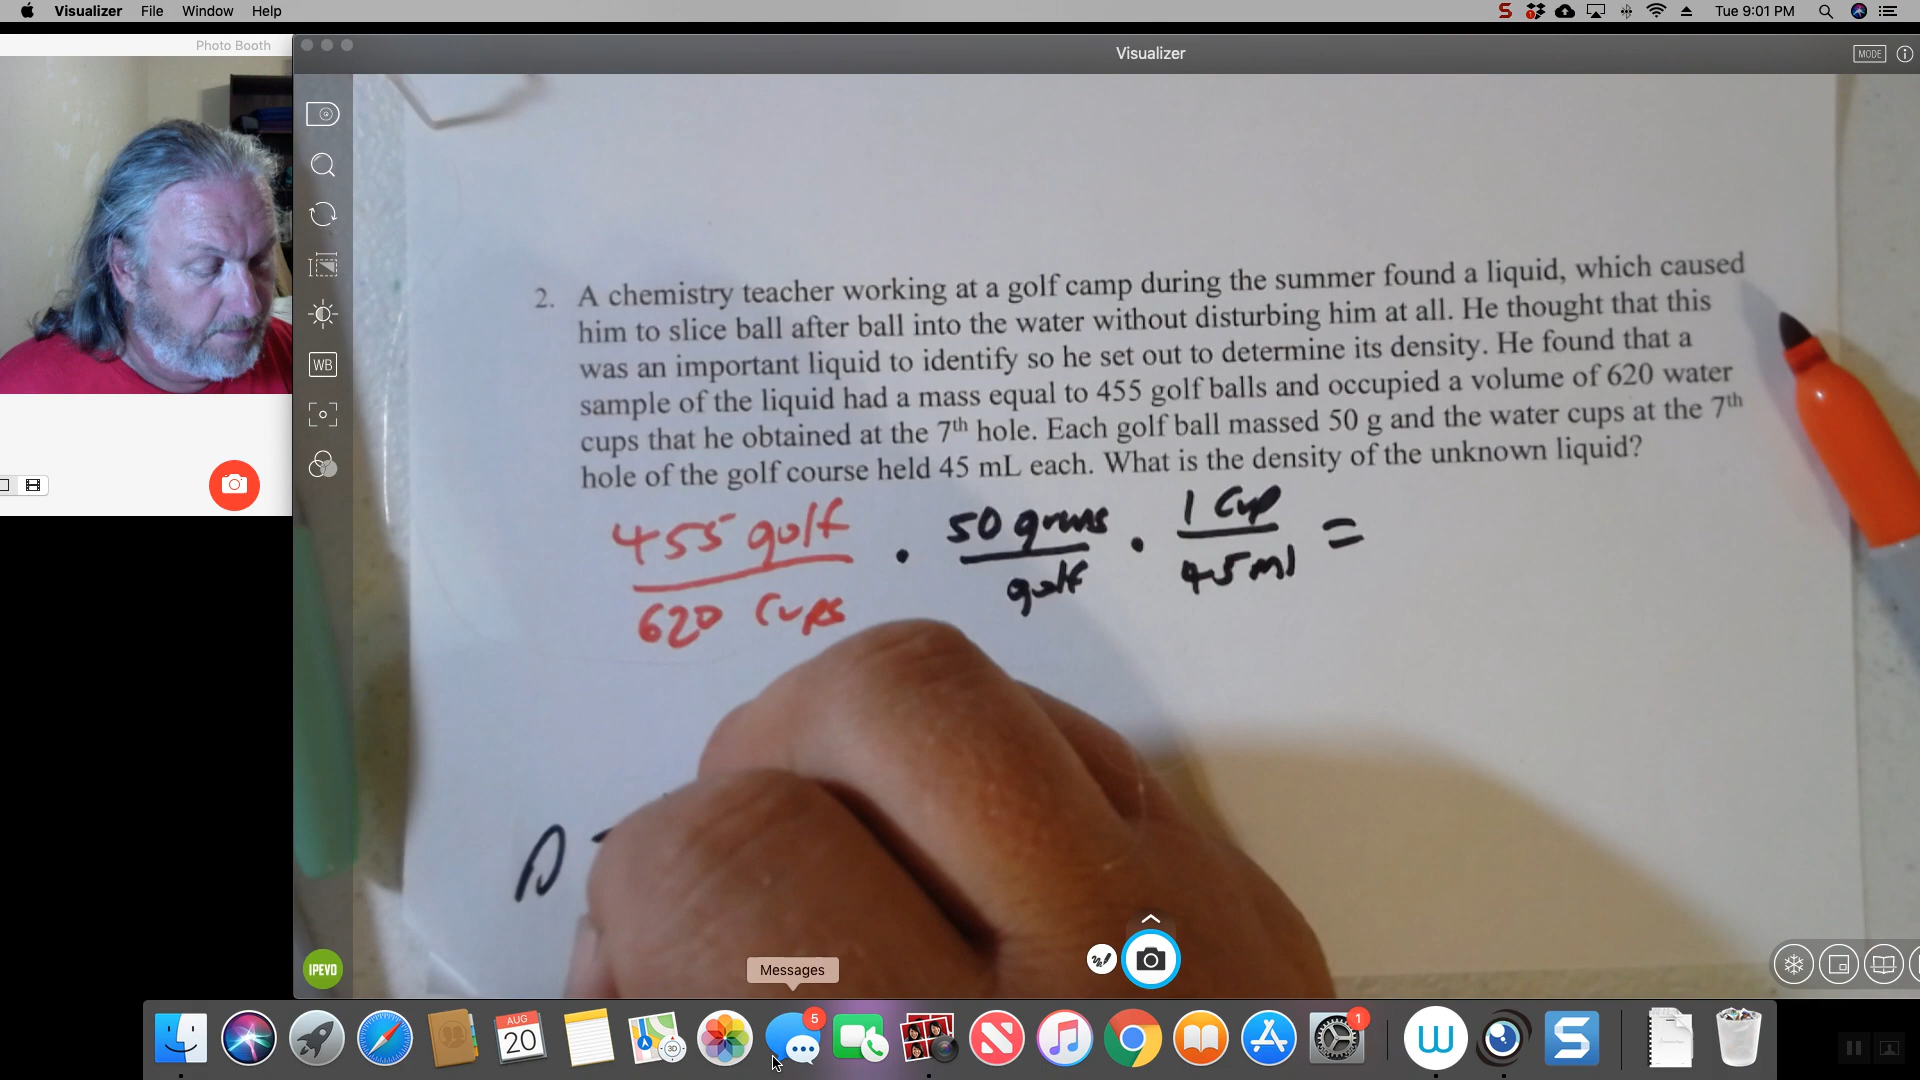 Visualizer File Window Help
Tue 9:01 PM
Photo Booth
Visualizer
MODE
WB
2. A chemistry teacher working at a golf camp during the summer found a liquid, which caused
him to slice ball after ball into the water without disturbing him at all. He thought that this
was an important liquid to identify so he set out to determine its density. He found that a
sample of the liquid had a mass equal to 455 golf balls and occupied a volume of 620 water
cups that he obtained at the 7th hole. Each golf ball massed 50 g and the water cups at the 7th
hole of the golf course held 45 mL each. What is the density of the unknown liquid?
455 golf
620 cups
· 50 grams
golf
· 1 cup
45 ml
=
D
IPEVO
Messages
AUG
20
3D
5
1
W
S